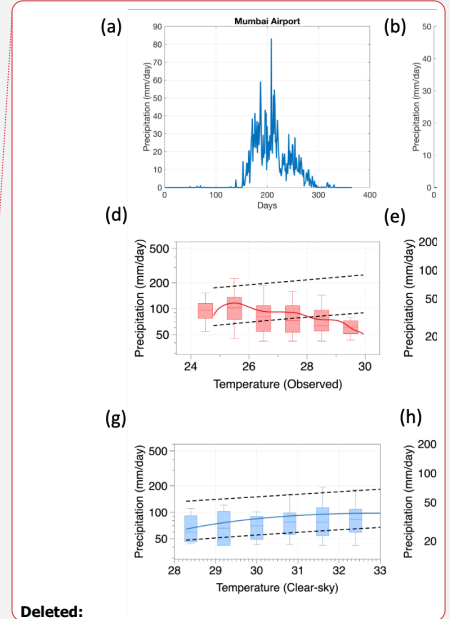 (a)
Mumbai Airport
(b)
Precipitation (mm/day)
90
80
70
60
50
40
30
20
10
0
0 100 200 300 400
Days
Precipitation (mm/day)
50
40
30
20
10
0
(d)
(e)
Precipitation (mm/day)
500
200
100
50
24 26 28 30
Temperature (Observed)
Precipitation (mm/day)
200
100
50
20
(g)
(h)
Precipitation (mm/day)
500
200
100
50
28 29 30 31 32 33
Temperature (Clear-sky)
Precipitation (mm/day)
200
100
50
20
Deleted: